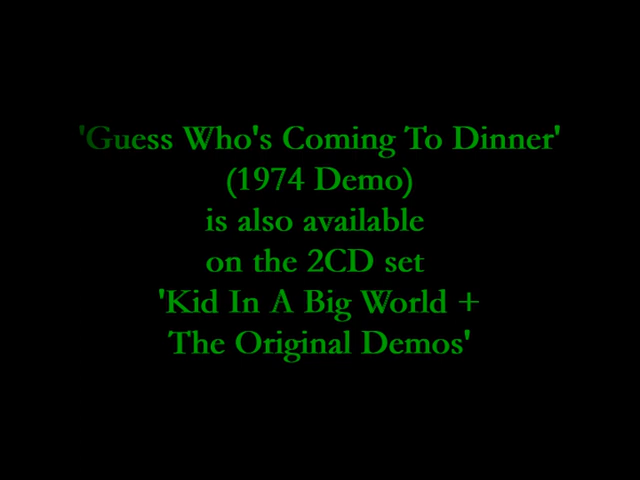 'Guess Who's Coming To Dinner'
(1974 Demo)
is also available
on the 2CD set
'Kid In A Big World +
The Original Demos'